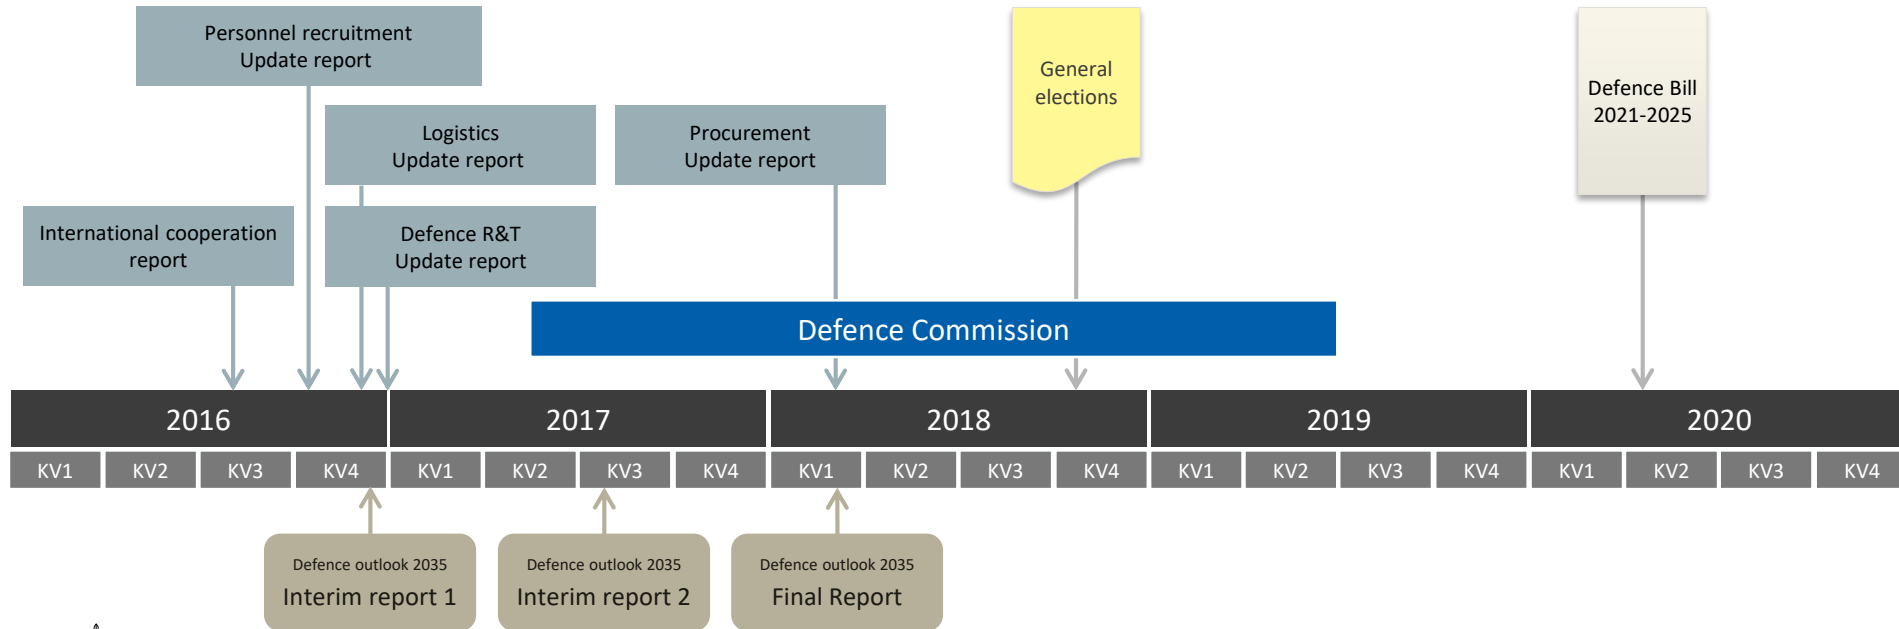 Personnel recruitment
Update report
General
elections
Defence Bill
2021-2025
Logistics
Update report
Procurement
Update report
International cooperation
report
Defence R&T
Update report
Defence Commission
2016
2017
2018
2019
2020
KV1
KV2
KV3
KV4
KV1
KV2
KV3
KV4
KV1
KV2
KV3
KV4
KV1
KV2
KV3
KV4
KV1
KV2
KV3
KV4
Defence outlook 2035
Interim report 1
Defence outlook 2035
Interim report 2
Defence outlook 2035
Final Report